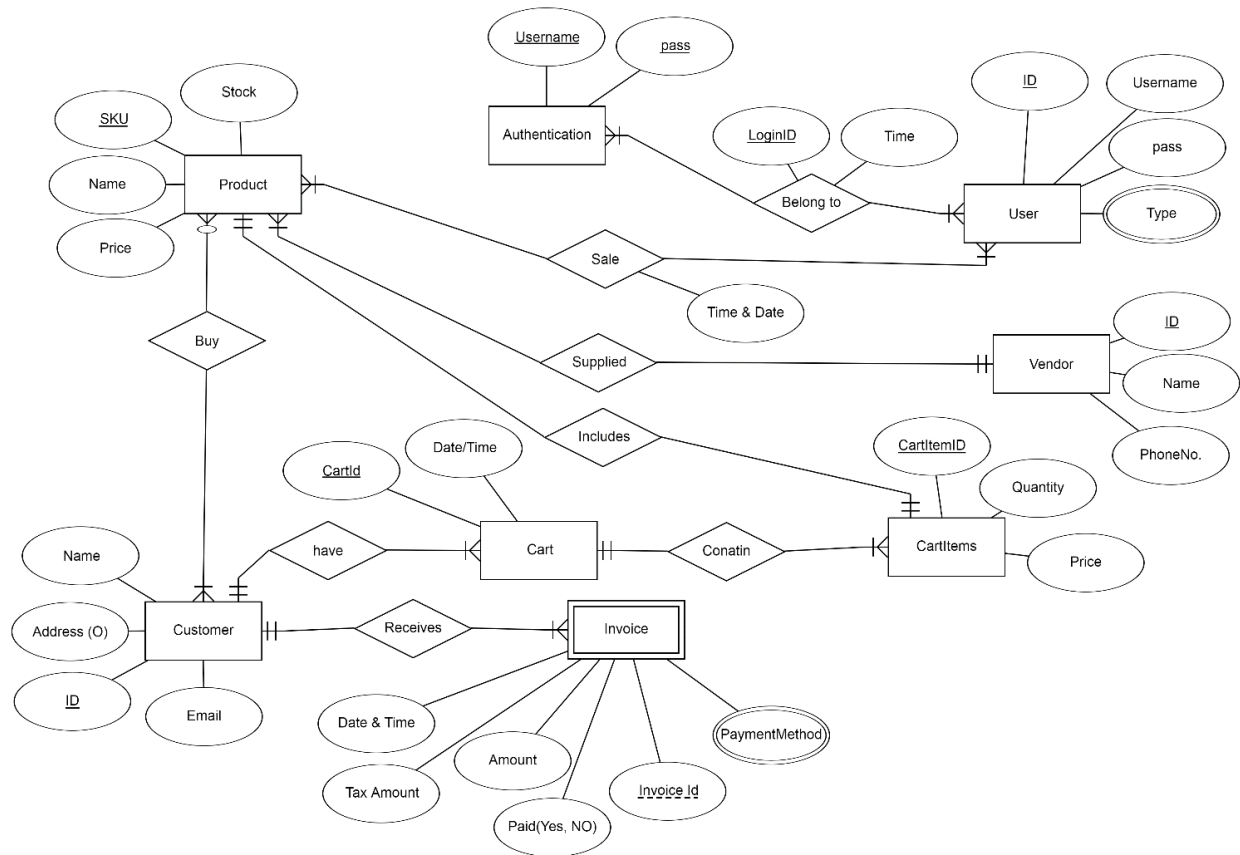 Username
pass
Stock
ID
Username
SKU
Authentication
LoginID
Time
pass
Name
Product
Belong to
User
Type
Price
Sale
Time & Date
ID
Buy
Supplied
Vendor
Name
Date/Time
Includes
CartItemID
PhoneNo.
CartId
Quantity
Name
have
Cart
Conatin
CartItems
Price
Address (O)
Customer
Receives
Invoice
ID
Email
Date & Time
PaymentMethod
Amount
Tax Amount
Invoice Id
Paid(Yes, NO)